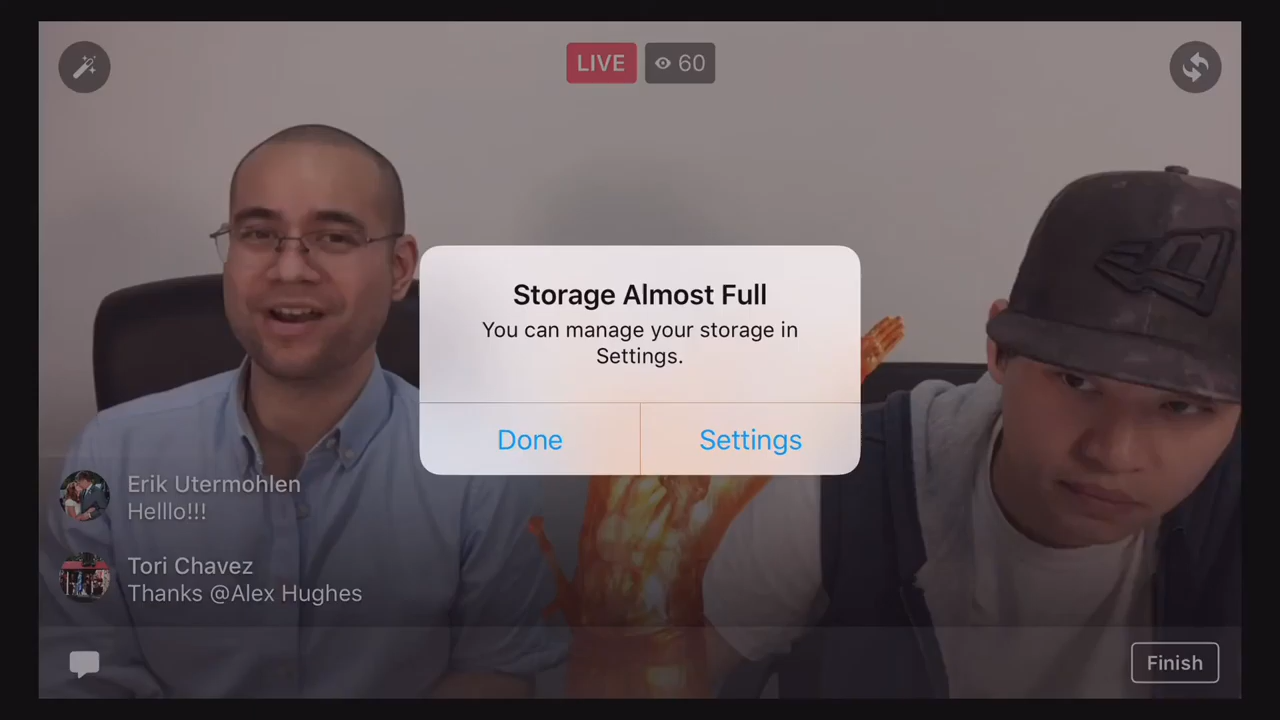 LIVE
60
Storage Almost Full
You can manage your storage in
Settings.
Done
Settings
Erik Utermohlen
Helllo!!!
Tori Chavez
Thanks @Alex Hughes
Finish